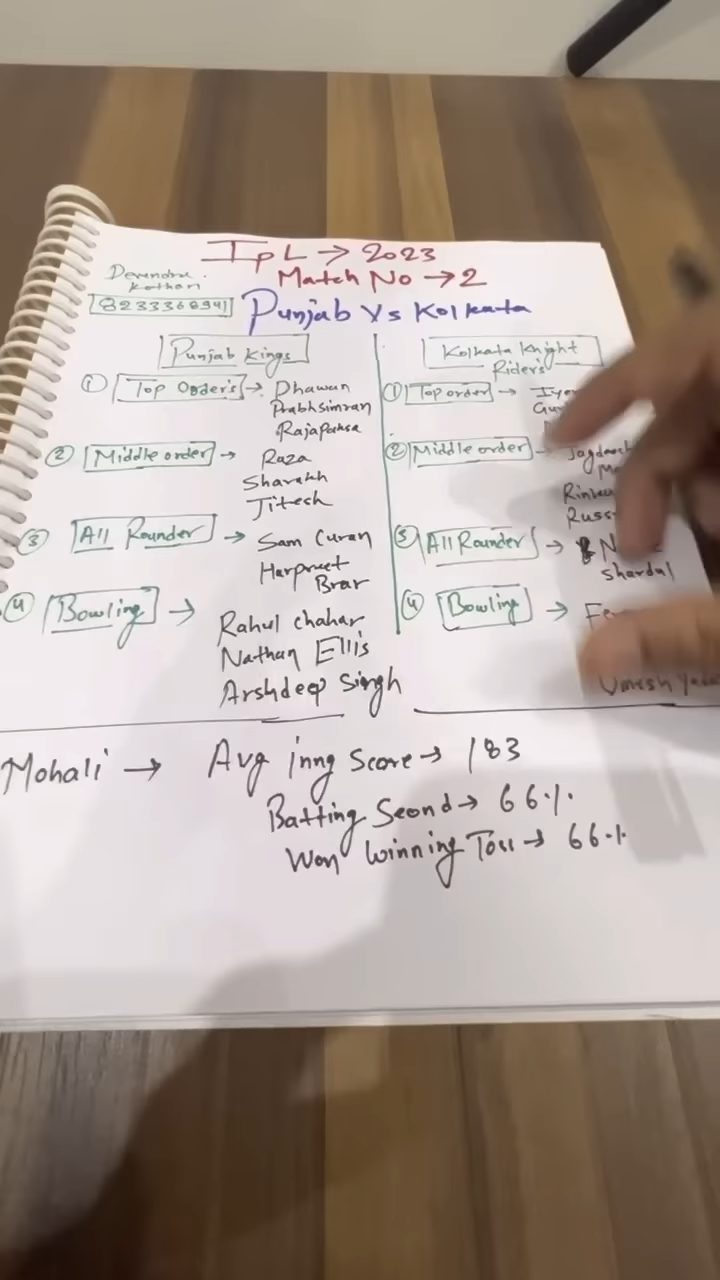 IPL → 2023
Match No → 2
Devendra
8233368941
Punjab Vs Kolkata
Punjab Kings
① Top Order's → Dhawan
Prabhsimran
Rajapaksa
② Middle order → Raza
Sharukh
Jitesh
③ All Rounder → Sam Curan
Harpreet
Brar
④ Bowling → Rahul chahar
Nathan Ellis
Arshdeep Singh
Kolkata Knight
Riders
① Top order →
② Middle order →
③ All Rounder →
Shardul
④ Bowling →
Umesh
Mohali → Avg inng Score → 183
Batting Seond → 66%
Won winning Toss → 66%